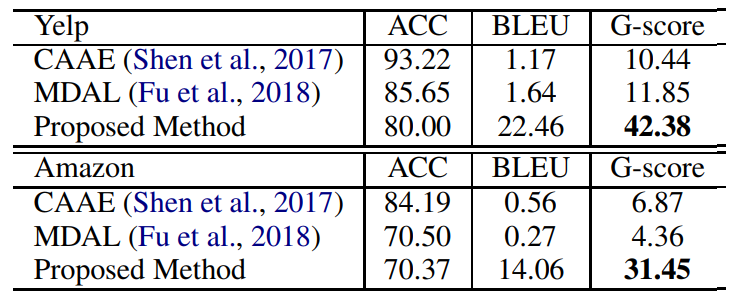 Yelp ACC BLEU G-score
CAAE (Shen et al., 2017) 93.22 1.17 10.44
MDAL (Fu et al., 2018) 85.65 1.64 11.85
Proposed Method 80.00 22.46 42.38
Amazon ACC BLEU G-score
CAAE (Shen et al., 2017) 84.19 0.56 6.87
MDAL (Fu et al., 2018) 70.50 0.27 4.36
Proposed Method 70.37 14.06 31.45